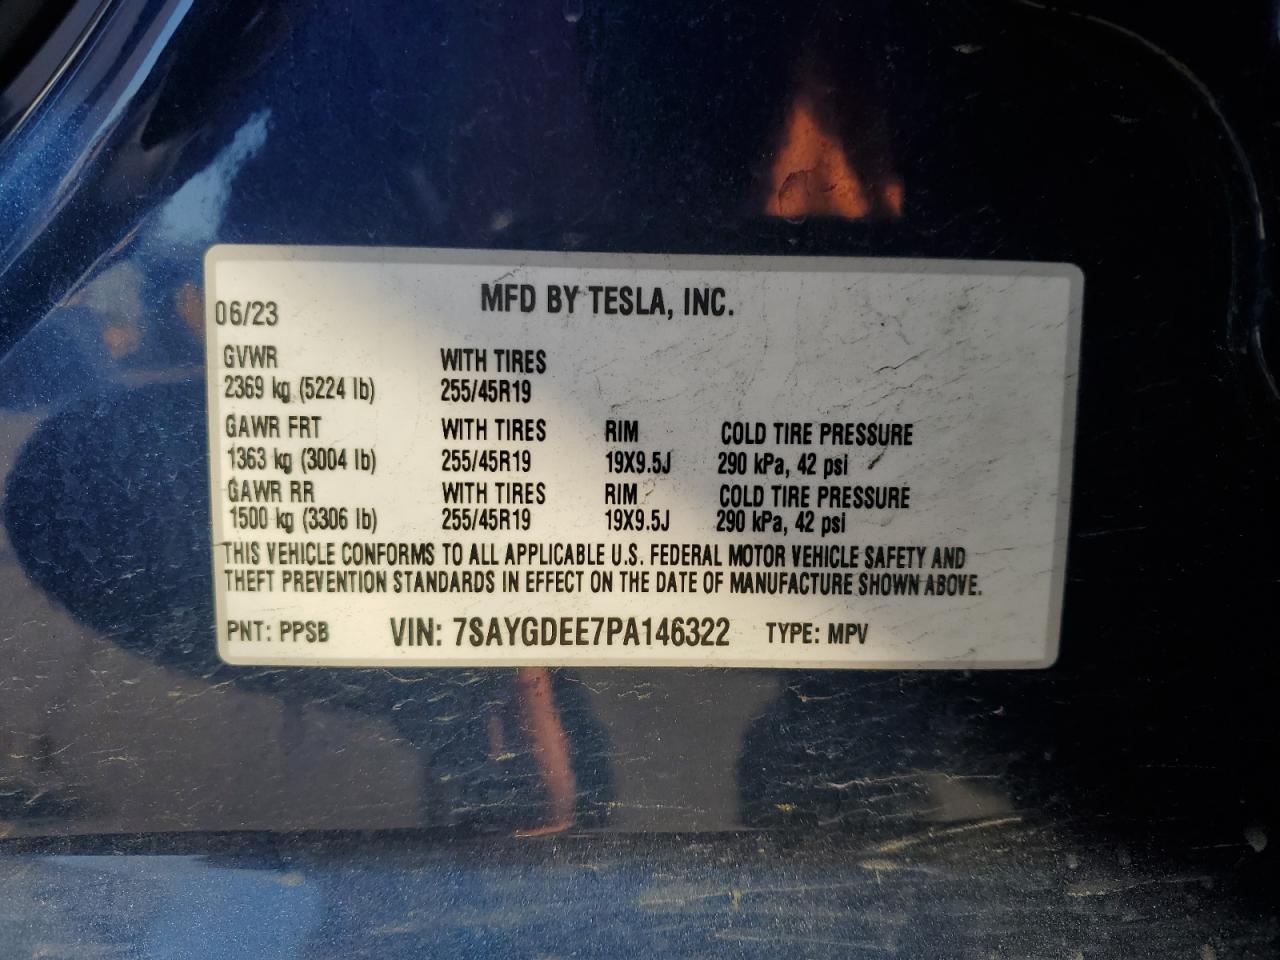 MFD BY TESLA, INC.
06/23
GVWR WITH TIRES
2369 kg (5224 lb) 255/45R19
GAWR FRT WITH TIRES RIM COLD TIRE PRESSURE
1363 kg (3004 lb) 255/45R19 19X9.5J 290 kPa, 42 psi
GAWR RR WITH TIRES RIM COLD TIRE PRESSURE
1500 kg (3306 lb) 255/45R19 19X9.5J 290 kPa, 42 psi
THIS VEHICLE CONFORMS TO ALL APPLICABLE U.S. FEDERAL MOTOR VEHICLE SAFETY AND
THEFT PREVENTION STANDARDS IN EFFECT ON THE DATE OF MANUFACTURE SHOWN ABOVE.
PNT: PPSB VIN: 7SAYGDEE7PA146322 TYPE: MPV